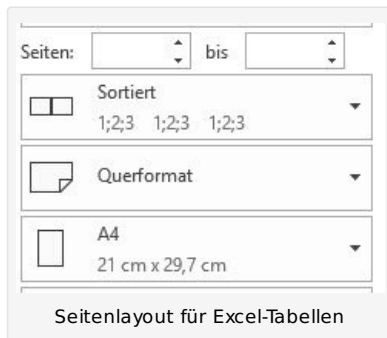 Seiten: bis
Sortiert
1;2;3 1;2;3 1;2;3
Querformat
A4
21 cm x 29,7 cm
Seitenlayout für Excel-Tabellen